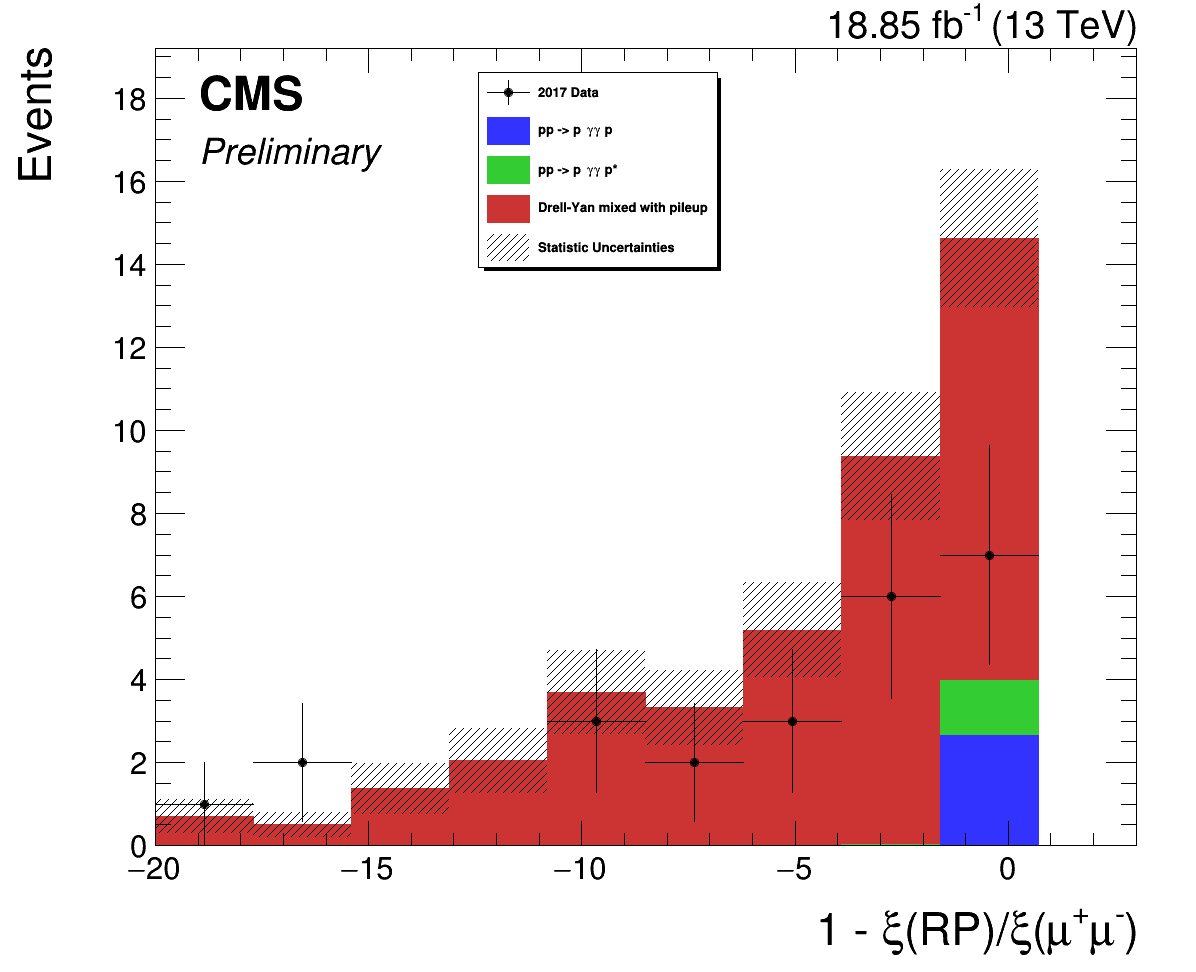 18.85 fb-1 (13 TeV)
Events
CMS
Preliminary
2017 Data
pp -> p γγ p
pp -> p γγ p*
Drell-Yan mixed with pileup
Statistic Uncertainties
18
16
14
12
10
8
6
4
2
0
−20 −15 −10 −5 0
1 - ξ(RP)/ξ(μ+μ-)